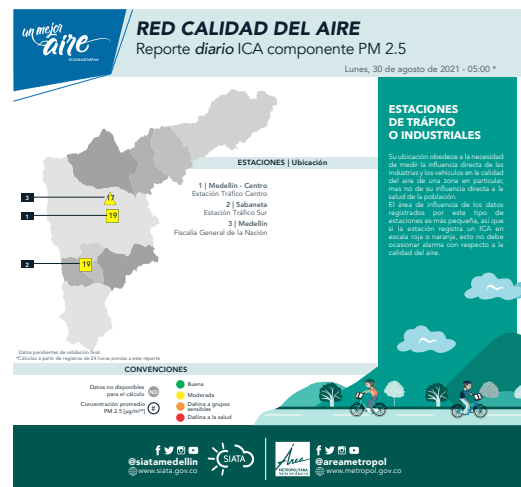 un mejor
aire
#CalidadDelAire
RED CALIDAD DEL AIRE
Reporte diario ICA componente PM 2.5
Lunes, 30 de agosto de 2021 - 05:00 *
ESTACIONES
DE TRÁFICO
O INDUSTRIALES
Su ubicación obedece a la necesidad
de medir la influencia directa de las
industrias y los vehículos en la calidad
del aire de una zona en particular,
mas no de su influencia directa a la
salud de la población.
El área de influencia de los datos
registrados por este tipo de
estaciones es más pequeña, así que
si la estación registra un ICA en
escala roja o naranja, esto no debe
ocasionar alarma con respecto a la
calidad del aire.
ESTACIONES | Ubicación
1 | Medellín - Centro
Estación Tráfico Centro
2 | Sabaneta
Estación Tráfico Sur
3 | Medellín
Fiscalía General de la Nación
3
17
1
19
2
19
Datos pendientes de validación final.
*Cálculos a partir de registros de 24 horas previas a este reporte
CONVENCIONES
Datos no disponibles
para el cálculo
ND
Concentración promedio
PM 2.5 [µg/m³*]
#
Buena
Moderada
Dañina a grupos
sensibles
Dañina a la salud
@siatamedellin
www.siata.gov.co
SIATA
Área
METROPOLITANA
Valle de Aburrá
@areametropol
www.metropol.gov.co